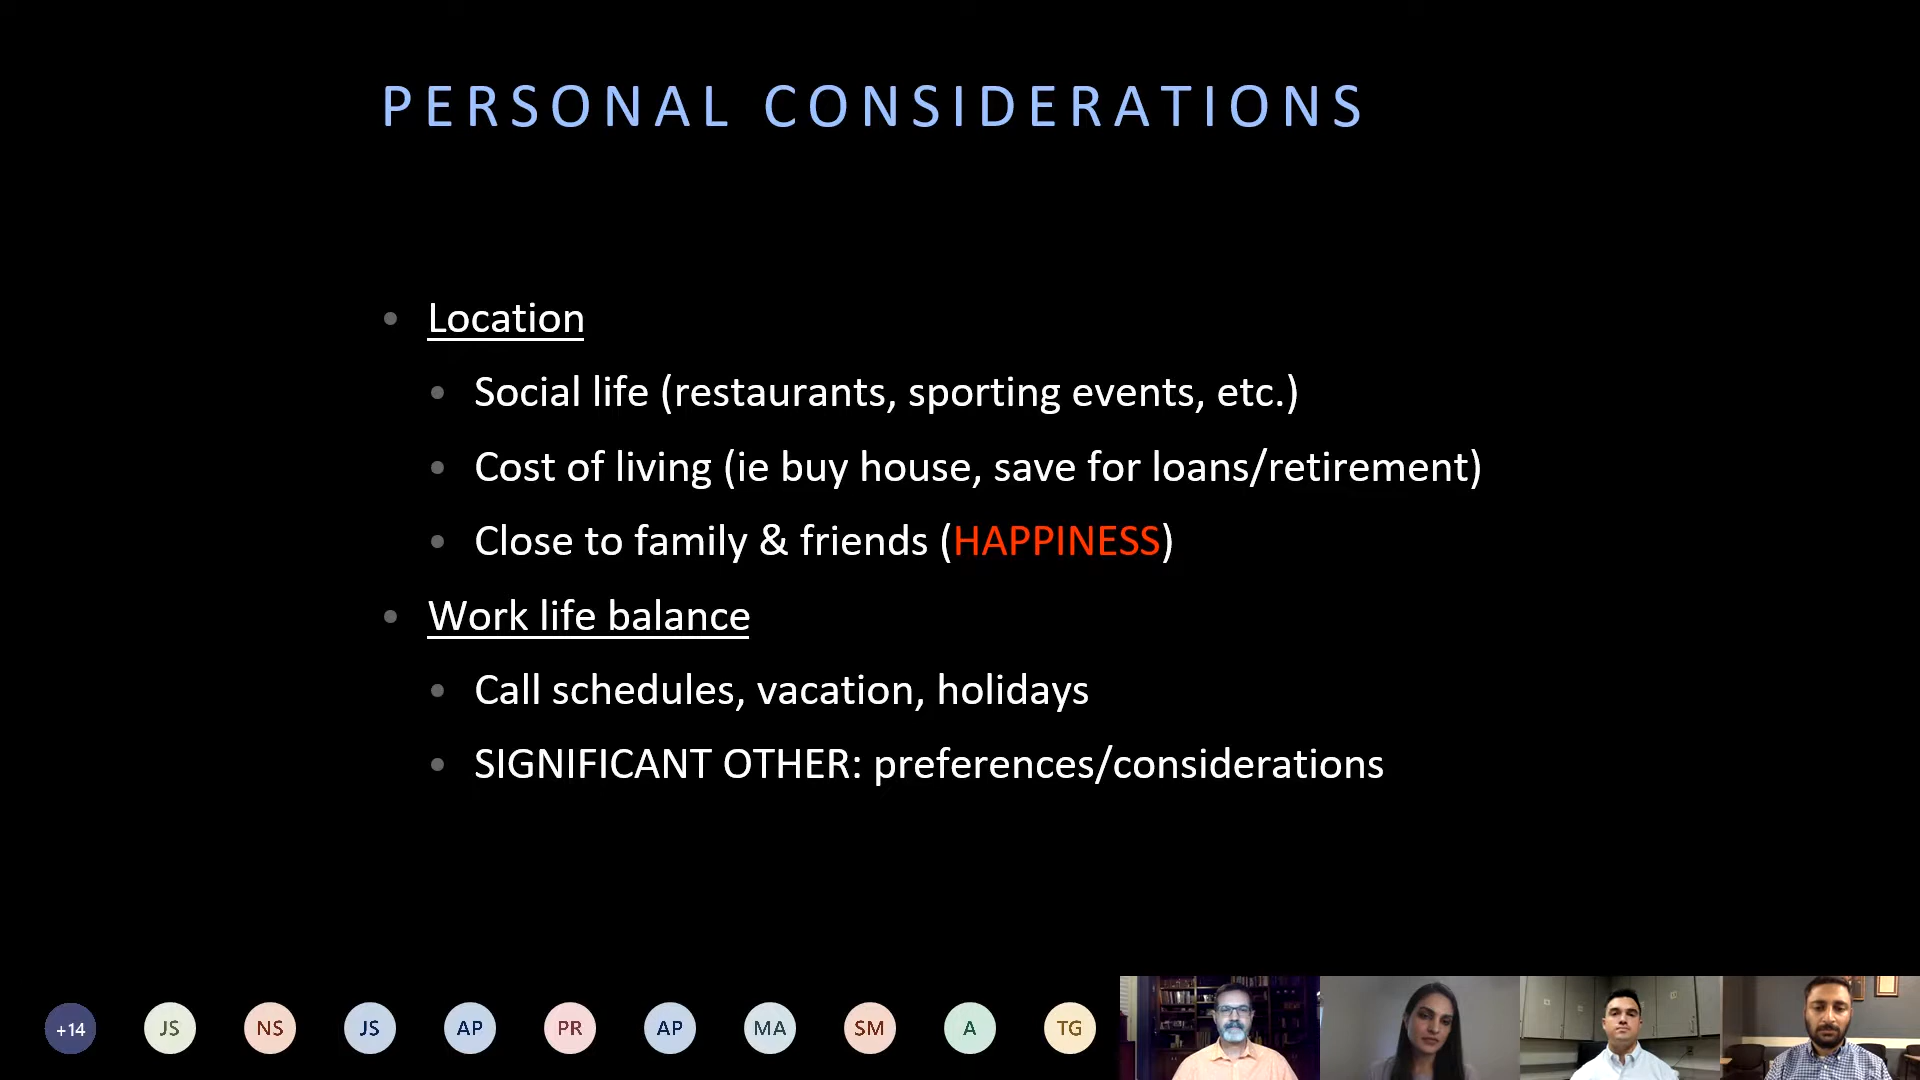 PERSONAL CONSIDERATIONS
Location
Social life (restaurants, sporting events, etc.)
Cost of living (ie buy house, save for loans/retirement)
Close to family & friends (HAPPINESS)
Work life balance
Call schedules, vacation, holidays
SIGNIFICANT OTHER: preferences/considerations
+14 JS NS JS AP PR AP MA SM A TG